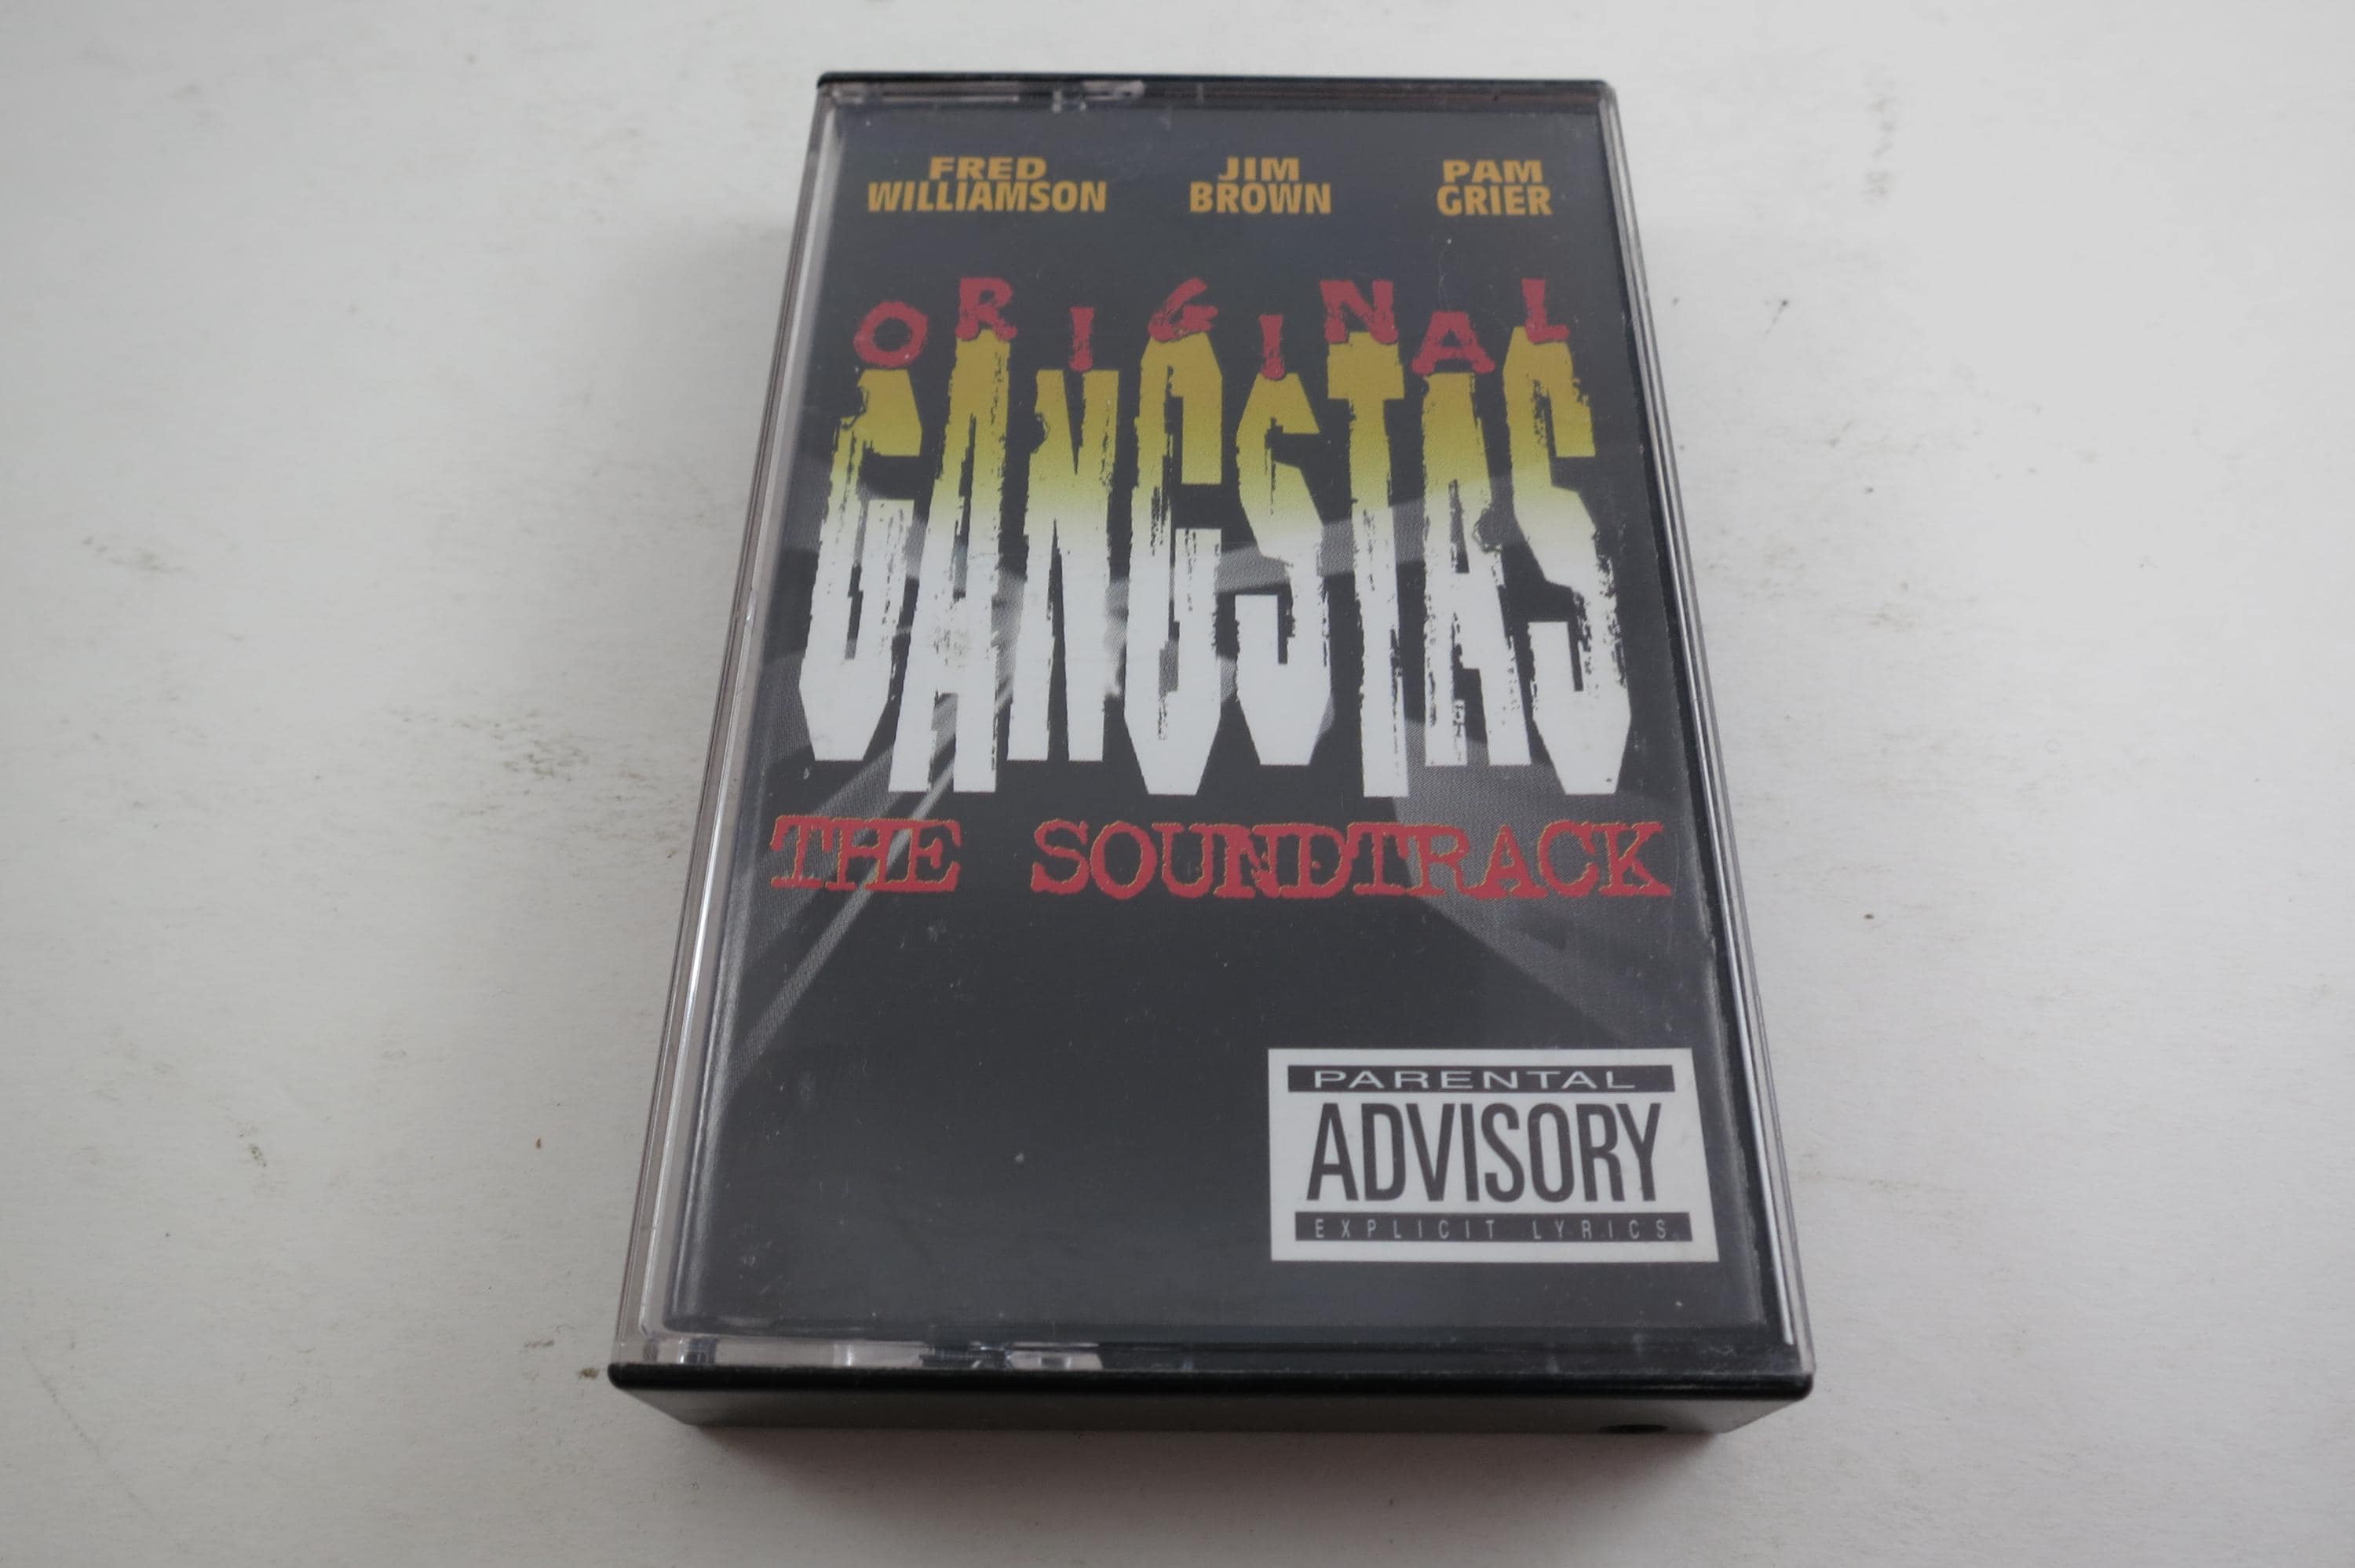 FRED WILLIAMSON
JIM BROWN
PAM GRIER
ORIGINAL
GANGSTAS
THE SOUNDTRACK
PARENTAL
ADVISORY
EXPLICIT LYRICS